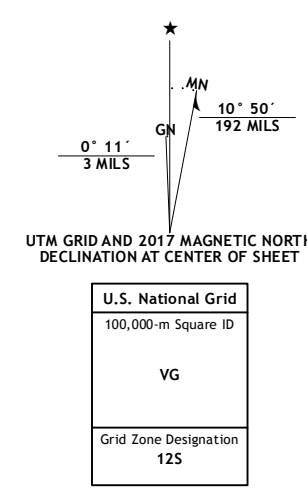 ★
MN
GN
10° 50´
192 MILS
0° 11´
3 MILS
UTM GRID AND 2017 MAGNETIC NORTH
DECLINATION AT CENTER OF SHEET
U.S. National Grid
100,000-m Square ID
VG
Grid Zone Designation
12S